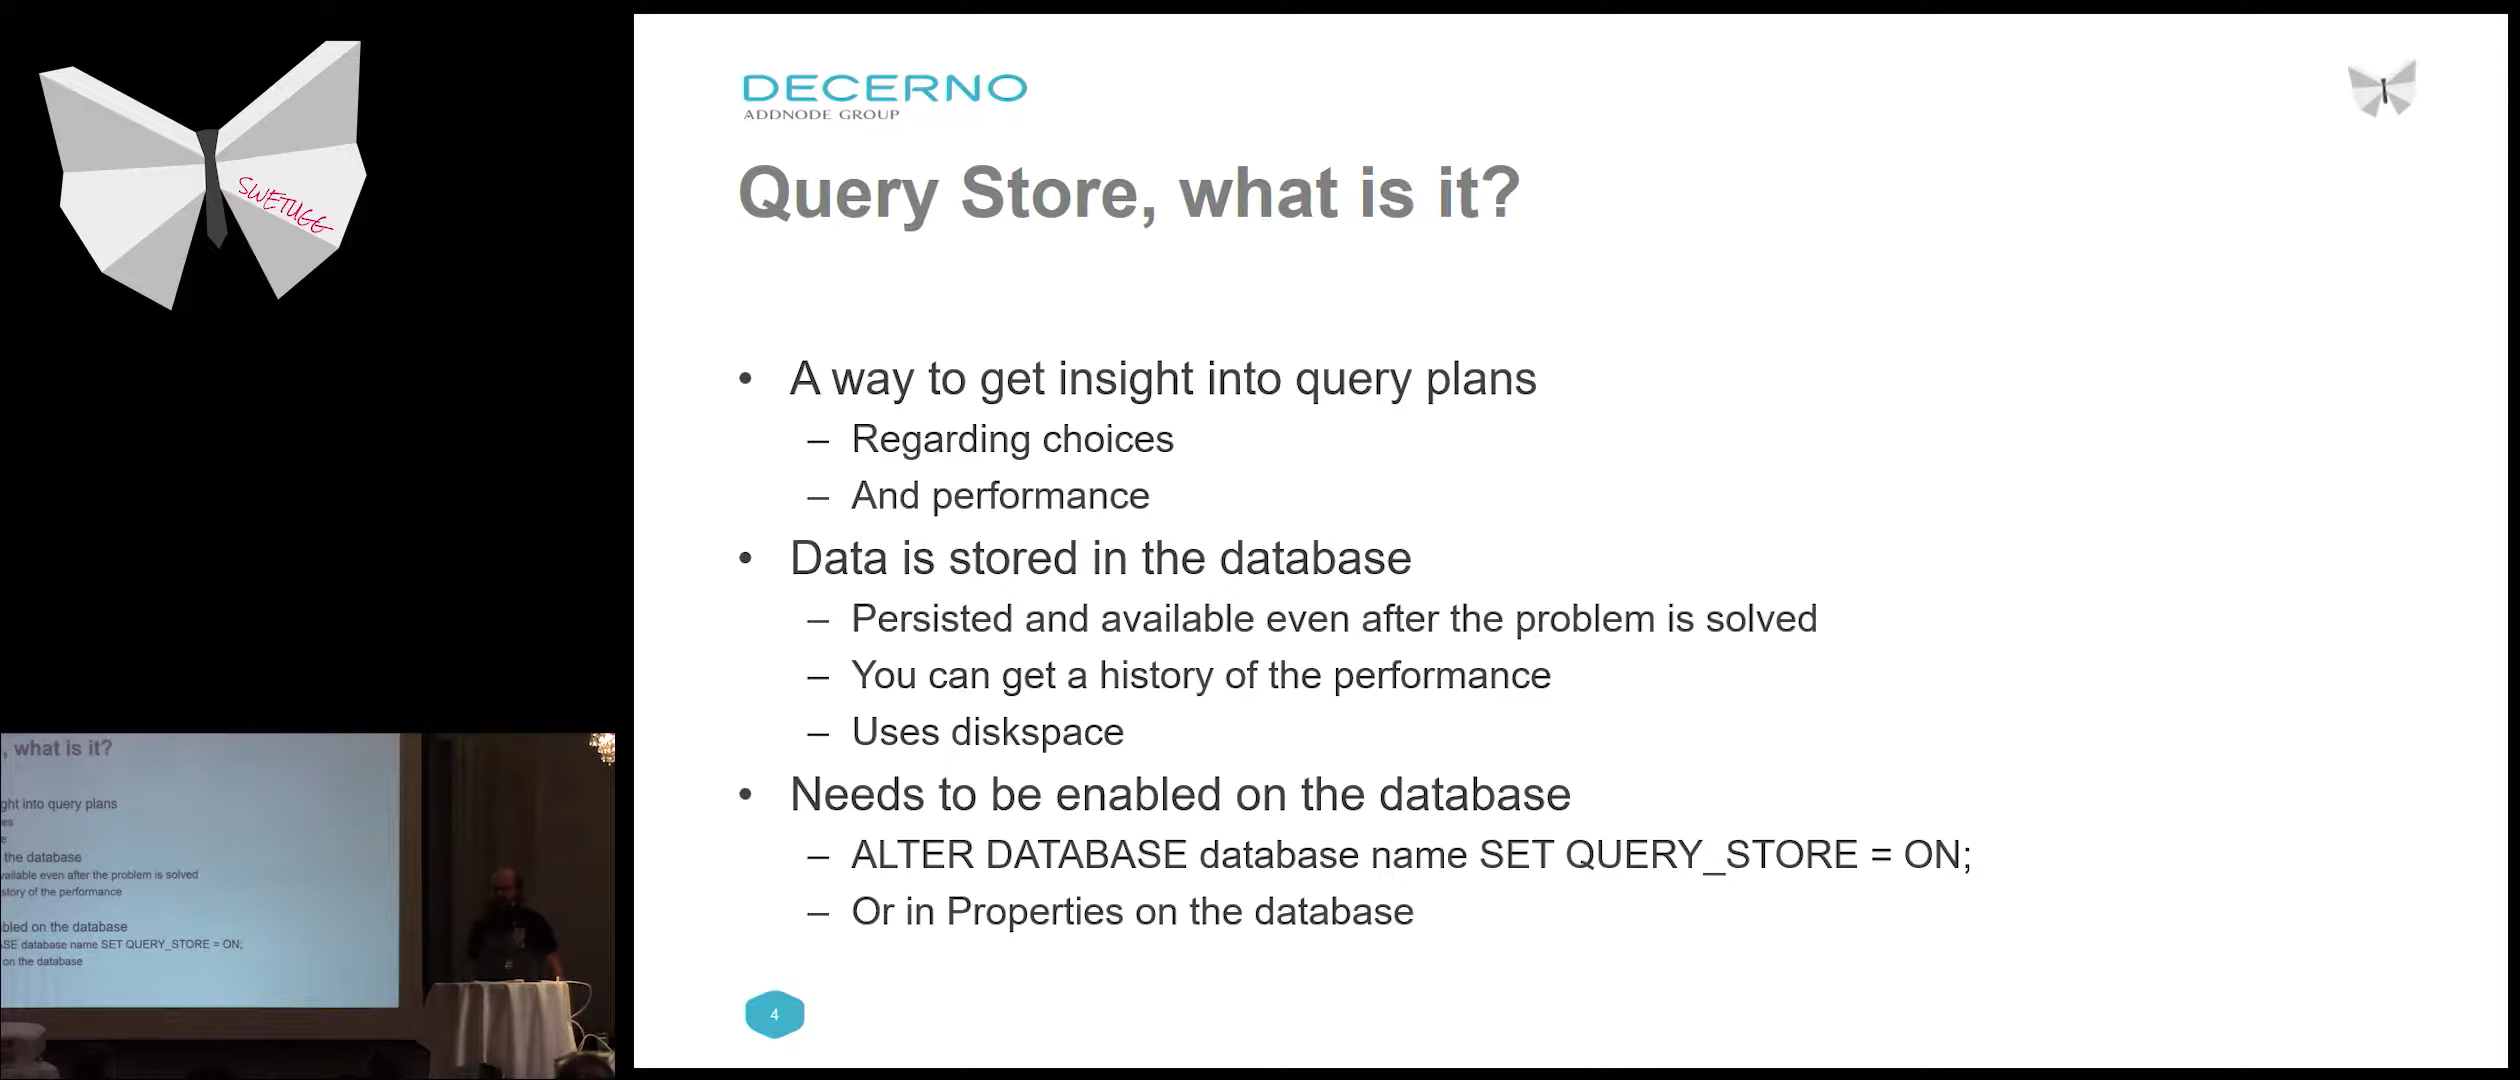 SWETUGG
DECERNO
ADDNODE GROUP
Query Store, what is it?
• A way to get insight into query plans
– Regarding choices
– And performance
• Data is stored in the database
– Persisted and available even after the problem is solved
– You can get a history of the performance
– Uses diskspace
• Needs to be enabled on the database
– ALTER DATABASE database name SET QUERY_STORE = ON;
– Or in Properties on the database
4
, what is it?
ght into query plans
es
e
the database
vailable even after the problem is solved
story of the performance
bled on the database
SE database name SET QUERY_STORE = ON;
on the database